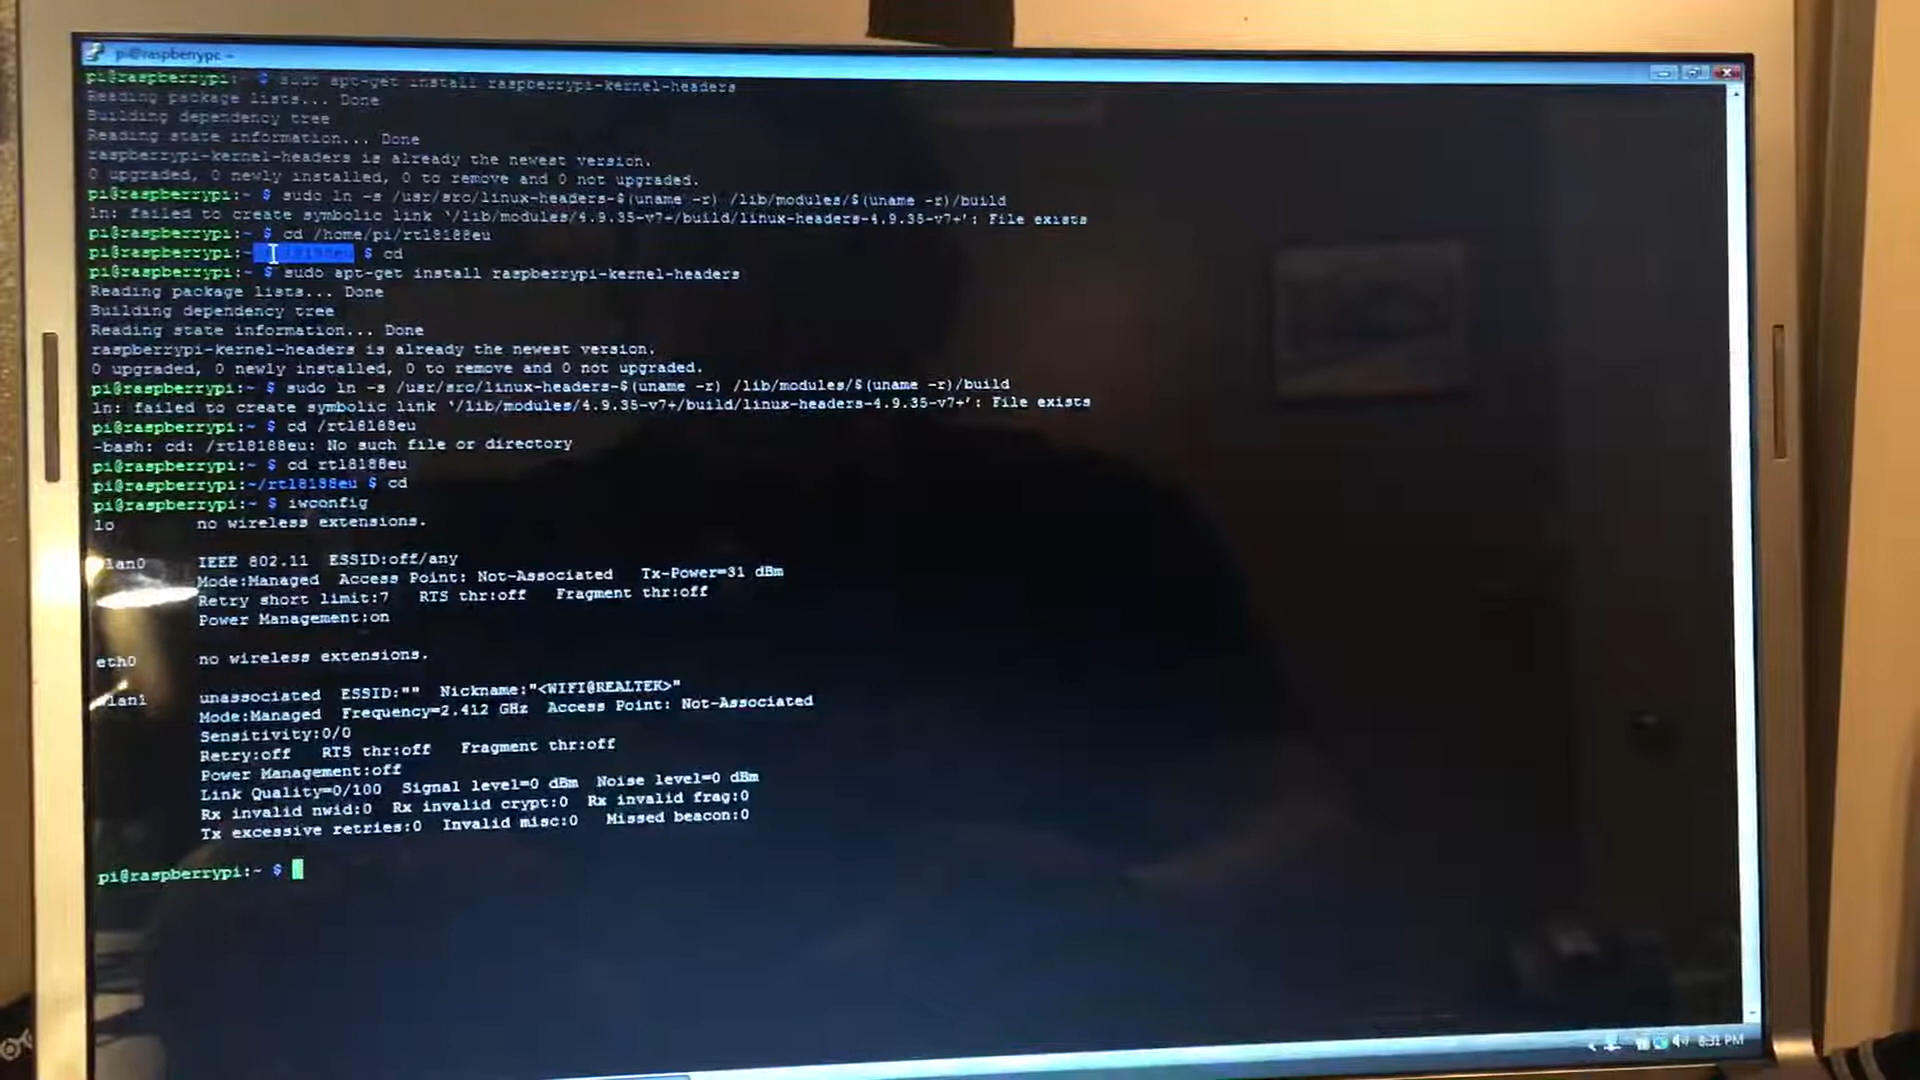 pi@raspberrypi: ~
pi@raspberrypi:~ $ sudo apt-get install raspberrypi-kernel-headers
Reading package lists... Done
Building dependency tree
Reading state information... Done
raspberrypi-kernel-headers is already the newest version.
0 upgraded, 0 newly installed, 0 to remove and 0 not upgraded.
pi@raspberrypi:~ $ sudo ln -s /usr/src/linux-headers-$(uname -r) /lib/modules/$(uname -r)/build
ln: failed to create symbolic link '/lib/modules/4.9.35-v7+/build/linux-headers-4.9.35-v7+': File exists
pi@raspberrypi:~ $ cd /home/pi/rtl8188eu
pi@raspberrypi:~/rtl8188eu $ cd
pi@raspberrypi:~ $ sudo apt-get install raspberrypi-kernel-headers
Reading package lists... Done
Building dependency tree
Reading state information... Done
raspberrypi-kernel-headers is already the newest version.
0 upgraded, 0 newly installed, 0 to remove and 0 not upgraded.
pi@raspberrypi:~ $ sudo ln -s /usr/src/linux-headers-$(uname -r) /lib/modules/$(uname -r)/build
ln: failed to create symbolic link '/lib/modules/4.9.35-v7+/build/linux-headers-4.9.35-v7+': File exists
pi@raspberrypi:~ $ cd /rtl8188eu
-bash: cd: /rtl8188eu: No such file or directory
pi@raspberrypi:~ $ cd rtl8188eu
pi@raspberrypi:~/rtl8188eu $ cd
pi@raspberrypi:~ $ iwconfig
lo no wireless extensions.
wlan0 IEEE 802.11 ESSID:off/any
Mode:Managed Access Point: Not-Associated Tx-Power=31 dBm
Retry short limit:7 RTS thr:off Fragment thr:off
Power Management:on
eth0 no wireless extensions.
wlan1 unassociated ESSID:"" Nickname:"<WIFI@REALTEK>"
Mode:Managed Frequency=2.412 GHz Access Point: Not-Associated
Sensitivity:0/0
Retry:off RTS thr:off Fragment thr:off
Power Management:off
Link Quality=0/100 Signal level=0 dBm Noise level=0 dBm
Rx invalid nwid:0 Rx invalid crypt:0 Rx invalid frag:0
Tx excessive retries:0 Invalid misc:0 Missed beacon:0
pi@raspberrypi:~ $
8:31 PM